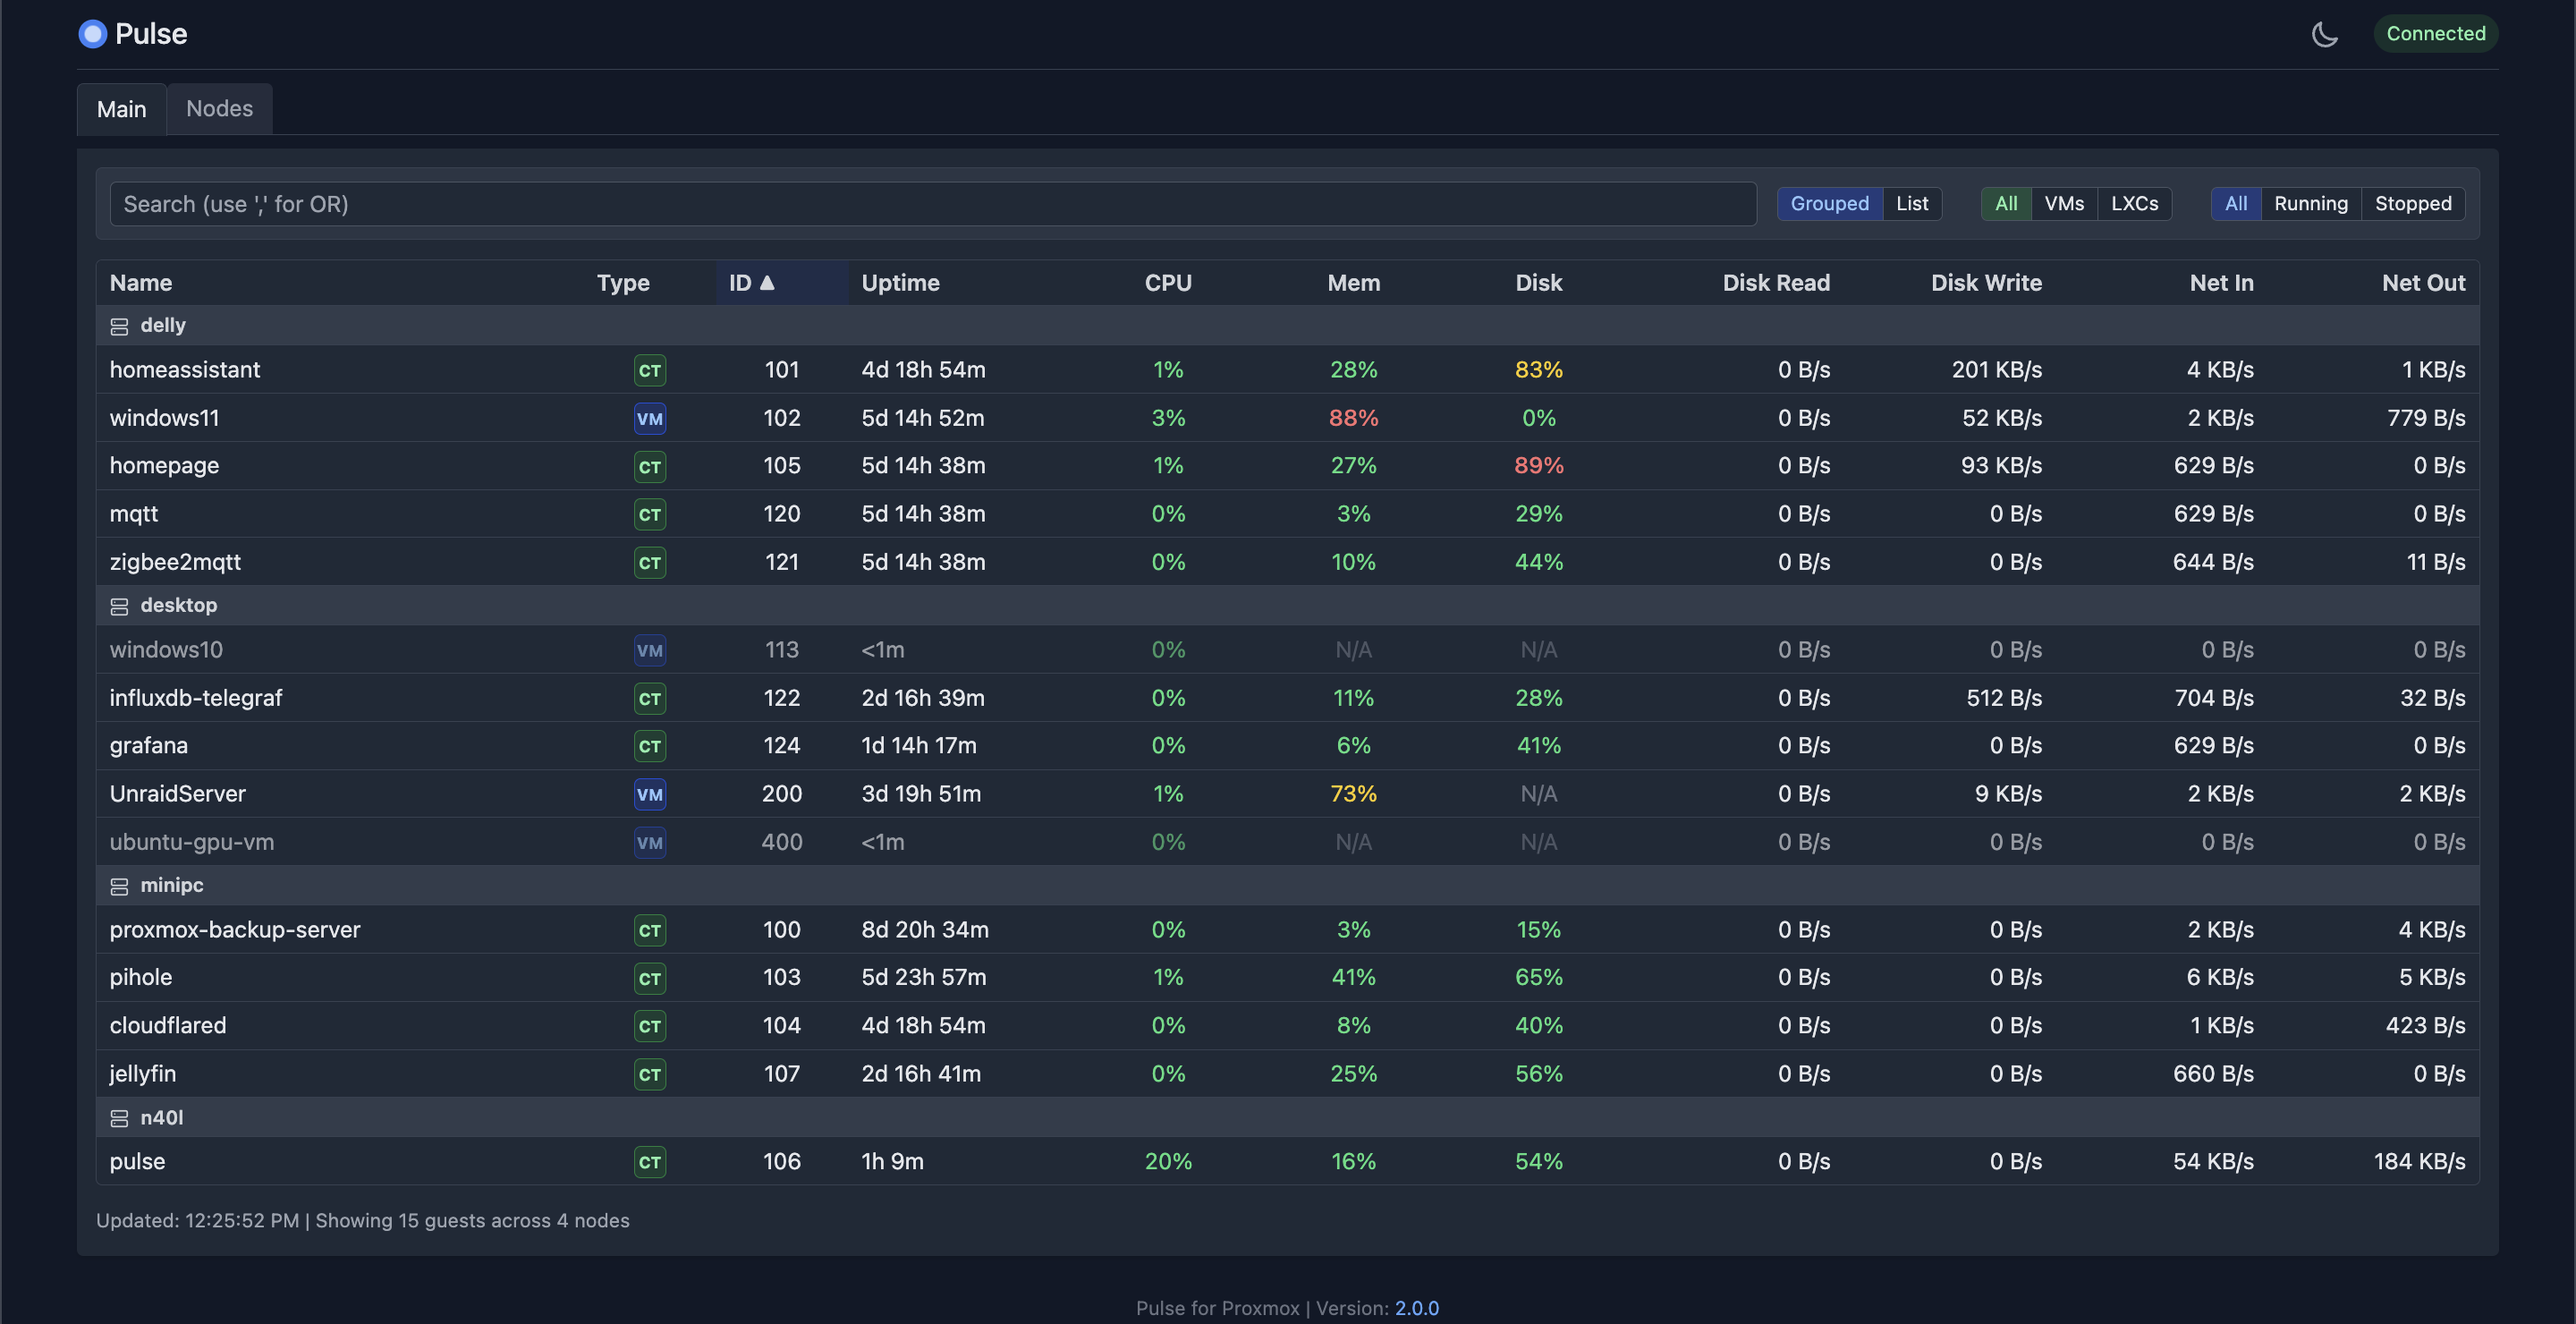 Pulse Connected
Main Nodes
Search (use ',' for OR) Grouped List All VMs LXCs All Running Stopped
Name Type ID ▲ Uptime CPU Mem Disk Disk Read Disk Write Net In Net Out
delly
homeassistant CT 101 4d 18h 54m 1% 28% 83% 0 B/s 201 KB/s 4 KB/s 1 KB/s
windows11 VM 102 5d 14h 52m 3% 88% 0% 0 B/s 52 KB/s 2 KB/s 779 B/s
homepage CT 105 5d 14h 38m 1% 27% 89% 0 B/s 93 KB/s 629 B/s 0 B/s
mqtt CT 120 5d 14h 38m 0% 3% 29% 0 B/s 0 B/s 629 B/s 0 B/s
zigbee2mqtt CT 121 5d 14h 38m 0% 10% 44% 0 B/s 0 B/s 644 B/s 11 B/s
desktop
windows10 VM 113 <1m 0% N/A N/A 0 B/s 0 B/s 0 B/s 0 B/s
influxdb-telegraf CT 122 2d 16h 39m 0% 11% 28% 0 B/s 512 B/s 704 B/s 32 B/s
grafana CT 124 1d 14h 17m 0% 6% 41% 0 B/s 0 B/s 629 B/s 0 B/s
UnraidServer VM 200 3d 19h 51m 1% 73% N/A 0 B/s 9 KB/s 2 KB/s 2 KB/s
ubuntu-gpu-vm VM 400 <1m 0% N/A N/A 0 B/s 0 B/s 0 B/s 0 B/s
minipc
proxmox-backup-server CT 100 8d 20h 34m 0% 3% 15% 0 B/s 0 B/s 2 KB/s 4 KB/s
pihole CT 103 5d 23h 57m 1% 41% 65% 0 B/s 0 B/s 6 KB/s 5 KB/s
cloudflared CT 104 4d 18h 54m 0% 8% 40% 0 B/s 0 B/s 1 KB/s 423 B/s
jellyfin CT 107 2d 16h 41m 0% 25% 56% 0 B/s 0 B/s 660 B/s 0 B/s
n40l
pulse CT 106 1h 9m 20% 16% 54% 0 B/s 0 B/s 54 KB/s 184 KB/s
Updated: 12:25:52 PM | Showing 15 guests across 4 nodes
Pulse for Proxmox | Version: 2.0.0